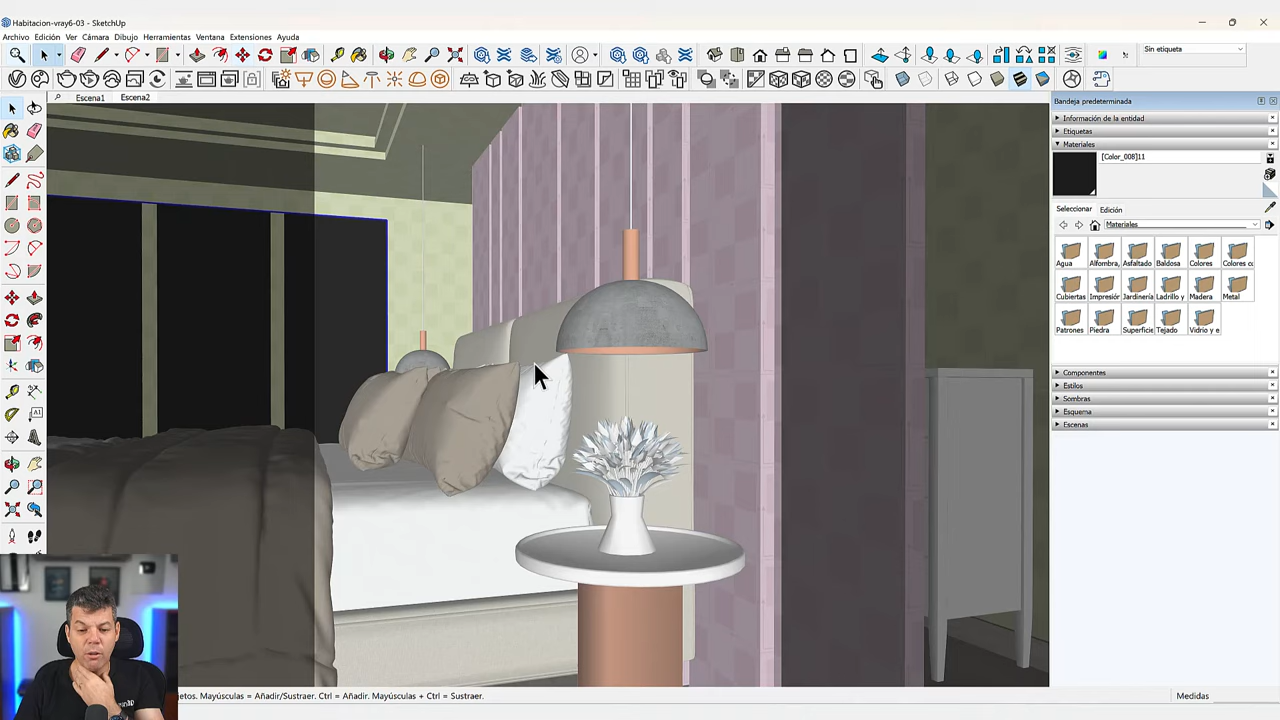 Habitacion-vray6-03 - SketchUp
Archivo Edición Ver Cámara Dibujo Herramientas Ventana Extensiones Ayuda
Sin etiqueta
Escena1 Escena2
Bandeja predeterminada
Información de la entidad
Etiquetas
Materiales
[Color_008]11
Seleccionar Edición
Materiales
Agua Alfombra, Asfaltado Baldosa Colores Colores co
Cubiertas Impresiór Jardinería Ladrillo y Madera Metal
Patrones Piedra Superficie Tejado Vidrio y e
Componentes
Estilos
Sombras
Esquema
Escenas
jetos. Mayúsculas = Añadir/Sustraer. Ctrl = Añadir. Mayúsculas + Ctrl = Sustraer.
Medidas